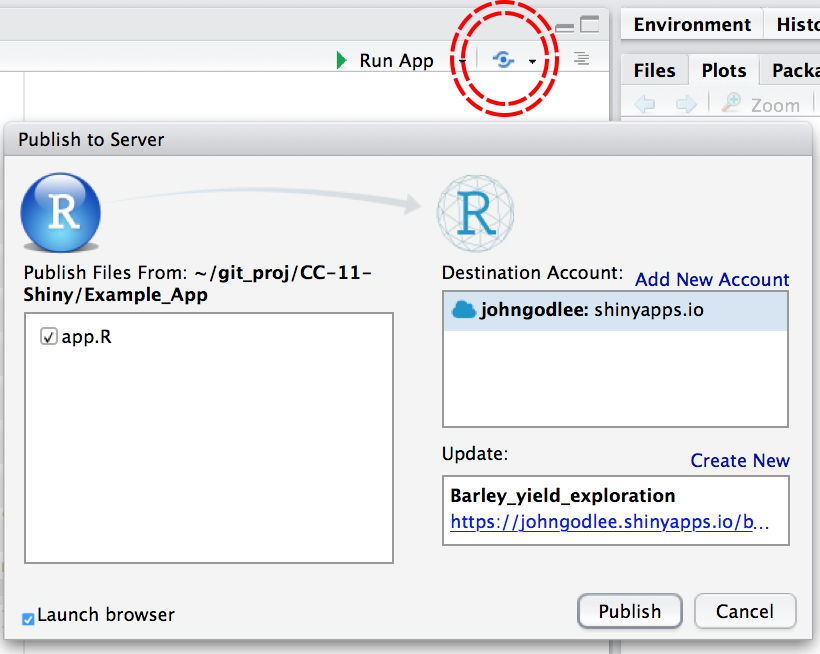 Run App
Environment
Histo
Files
Plots
Packa
Zoom
Publish to Server
R
R
Publish Files From: ~/git_proj/CC-11-
Shiny/Example_App
app.R
Destination Account:
Add New Account
johngodlee: shinyapps.io
Update:
Create New
Barley_yield_exploration
https://johngodlee.shinyapps.io/b...
Launch browser
Publish
Cancel